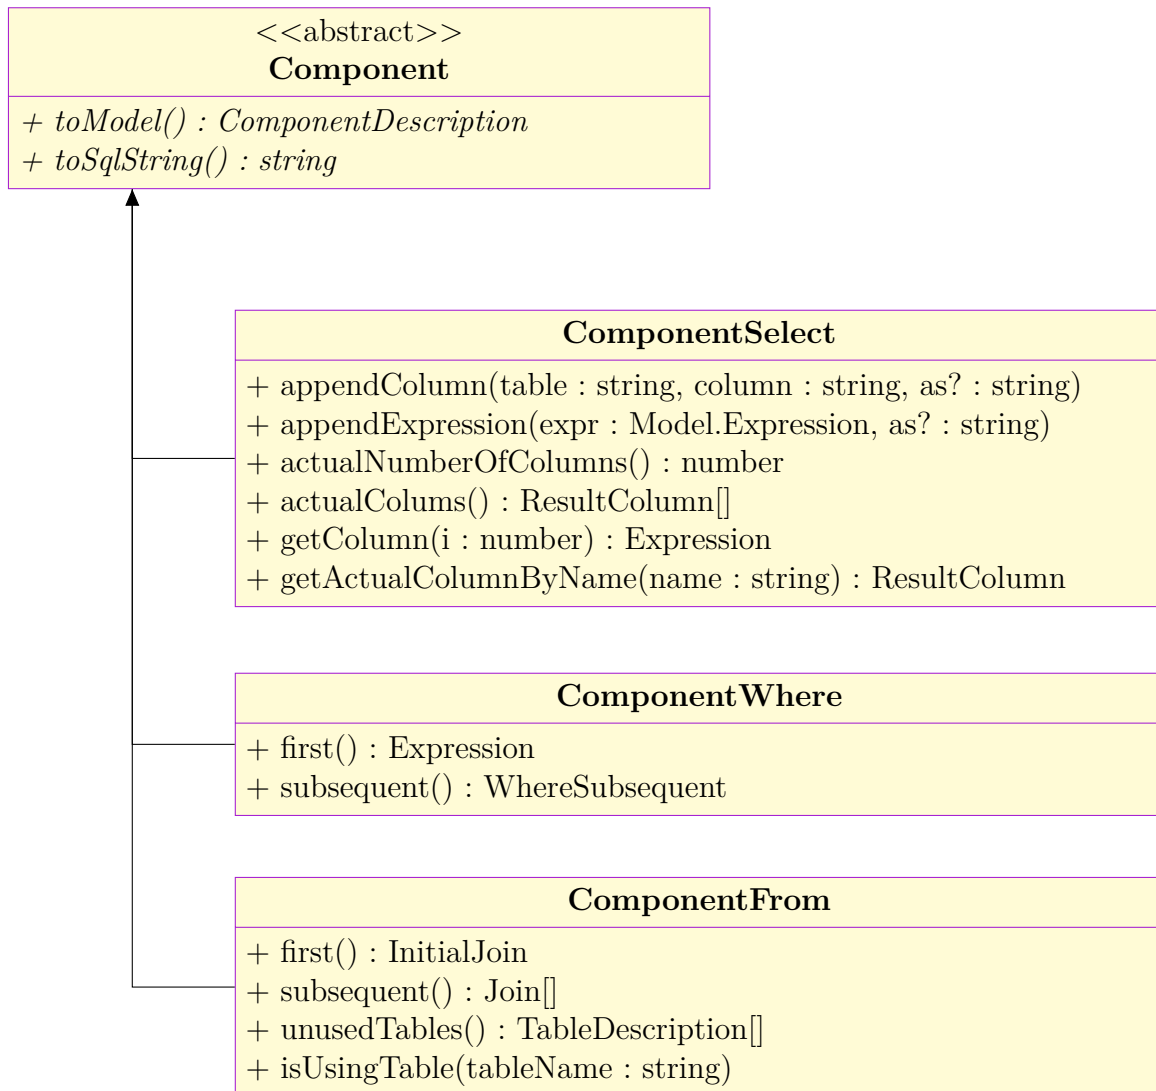 <<abstract>>
Component
+ toModel() : ComponentDescription
+ toSqlString() : string
ComponentSelect
+ appendColumn(table : string, column : string, as? : string)
+ appendExpression(expr : Model.Expression, as? : string)
+ actualNumberOfColumns() : number
+ actualColums() : ResultColumn[]
+ getColumn(i : number) : Expression
+ getActualColumnByName(name : string) : ResultColumn
ComponentWhere
+ first() : Expression
+ subsequent() : WhereSubsequent
ComponentFrom
+ first() : InitialJoin
+ subsequent() : Join[]
+ unusedTables() : TableDescription[]
+ isUsingTable(tableName : string)